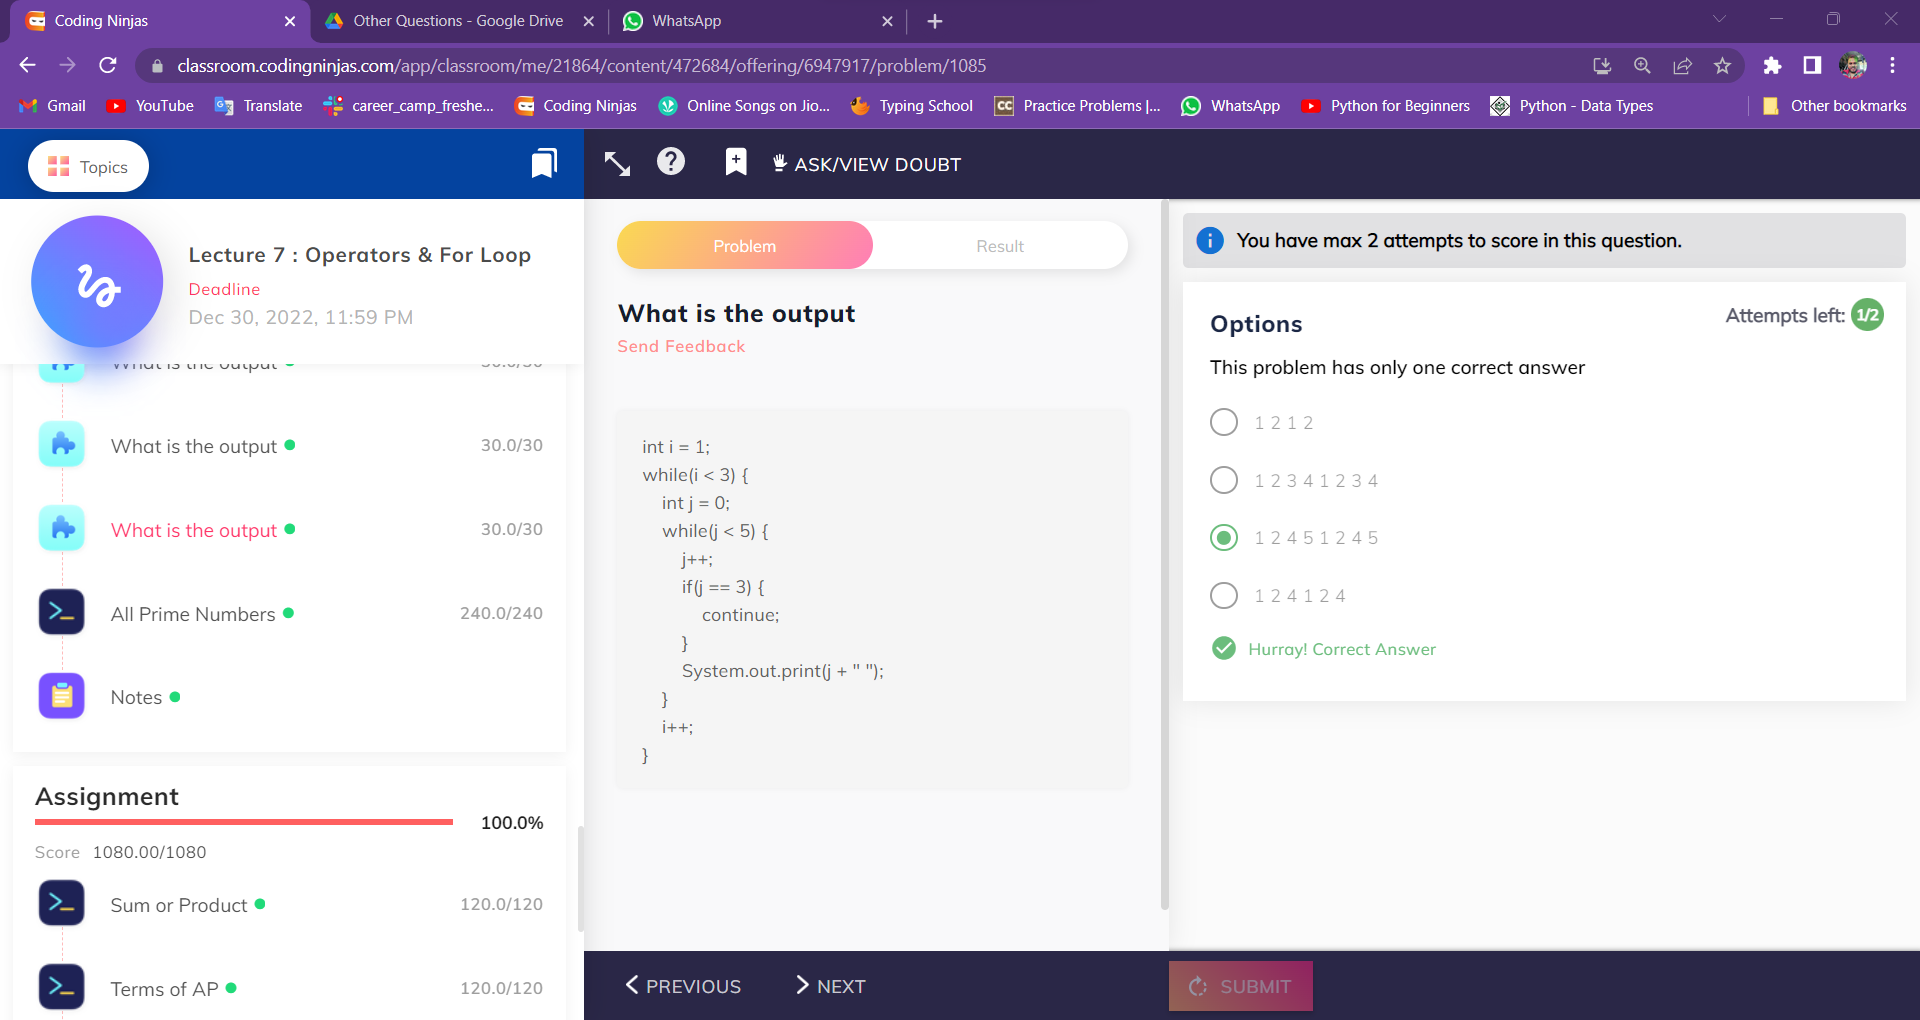 Coding Ninjas
Other Questions - Google Drive
WhatsApp
classroom.codingninjas.com/app/classroom/me/21864/content/472684/offering/6947917/problem/1085
Gmail
YouTube
Translate
career_camp_freshe...
Coding Ninjas
Online Songs on Jio...
Typing School
CC
Practice Problems |...
WhatsApp
Python for Beginners
Python - Data Types
Other bookmarks
Topics
ASK/VIEW DOUBT
Lecture 7 : Operators & For Loop
Deadline
Dec 30, 2022, 11:59 PM
What is the output
30.0/30
What is the output
30.0/30
What is the output
30.0/30
All Prime Numbers
240.0/240
Notes
Assignment
100.0%
Score 1080.00/1080
Sum or Product
120.0/120
Terms of AP
120.0/120
Problem
Result
What is the output
Send Feedback
int i = 1;
while(i < 3) {
int j = 0;
while(j < 5) {
j++;
if(j == 3) {
continue;
}
System.out.print(j + " ");
}
i++;
}
You have max 2 attempts to score in this question.
Options
Attempts left: 1/2
This problem has only one correct answer
1 2 1 2
1 2 3 4 1 2 3 4
1 2 4 5 1 2 4 5
1 2 4 1 2 4
Hurray! Correct Answer
PREVIOUS
NEXT
SUBMIT